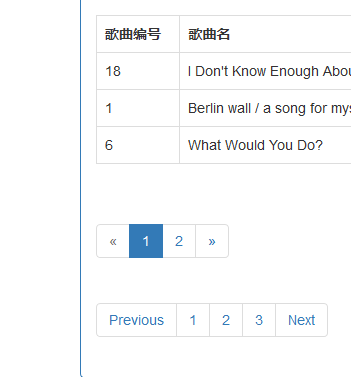 歌曲编号 歌曲名
18 I Don't Know Enough Abou
1 Berlin wall / a song for mys
6 What Would You Do?
« 1 2 »
Previous 1 2 3 Next